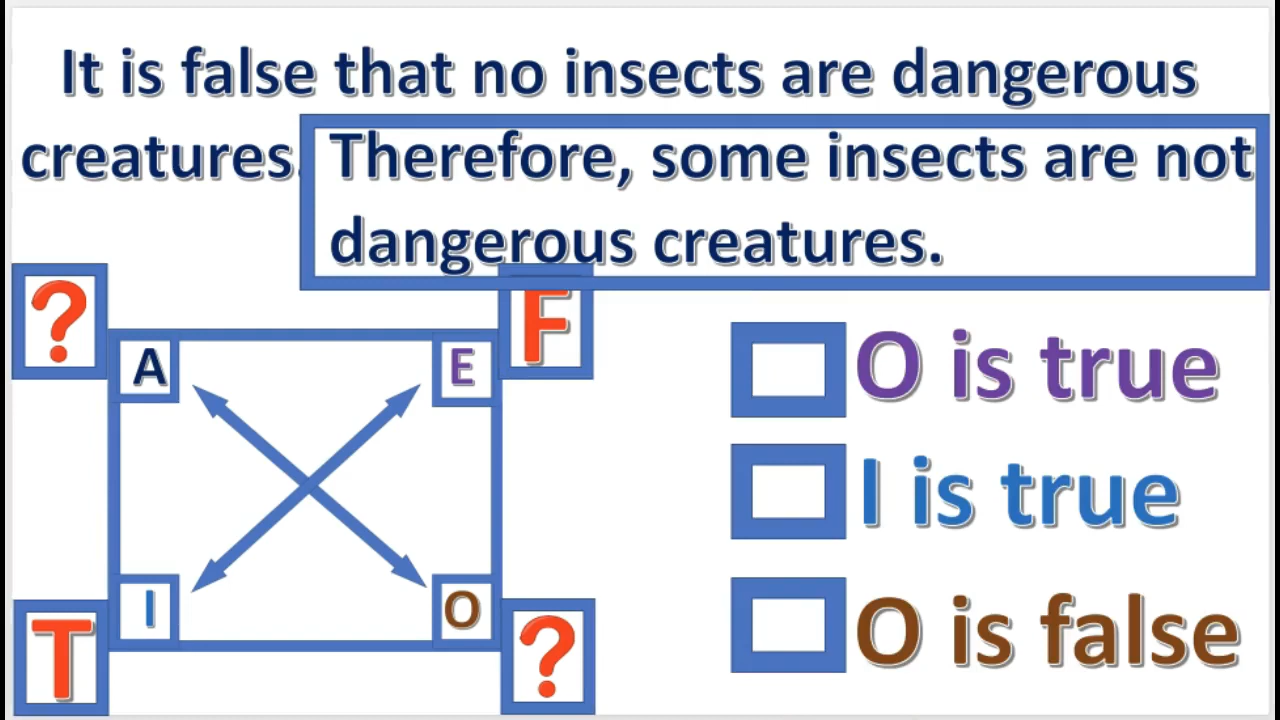 It is false that no insects are dangerous
creatures. Therefore, some insects are not
dangerous creatures.
? F
A E
I O
T ?
O is true
I is true
O is false